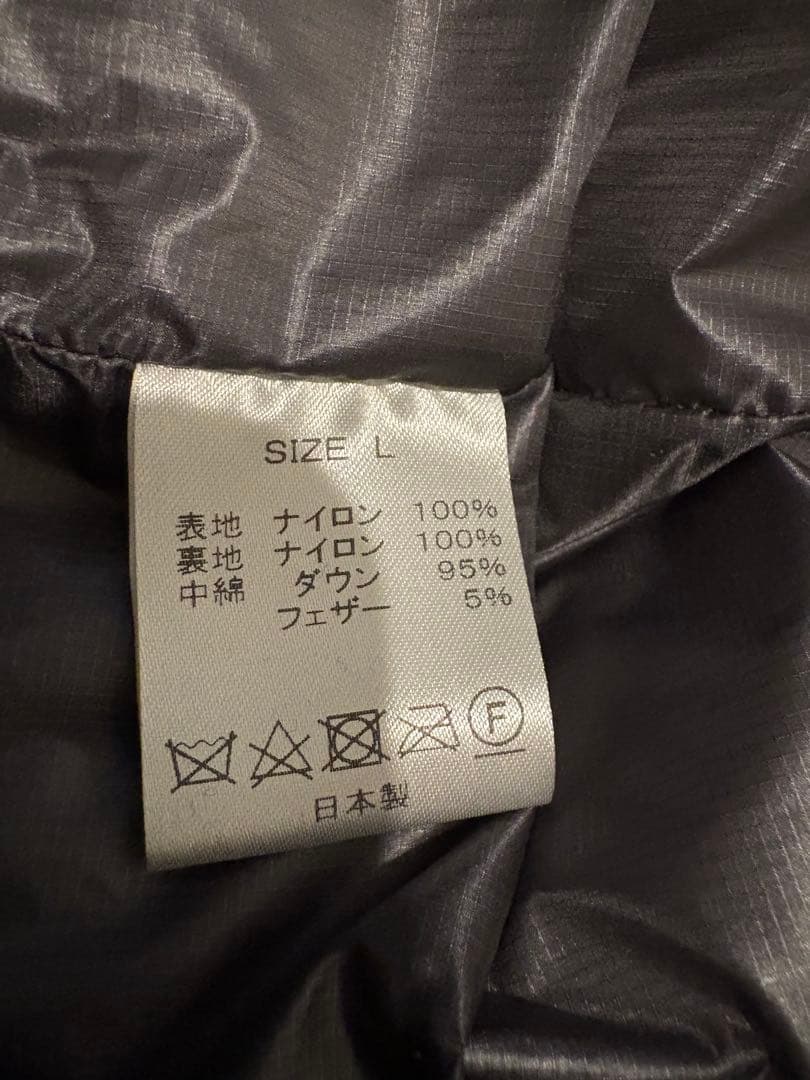 SIZE L
表地 ナイロン 100%
裏地 ナイロン 100%
中綿 ダウン 95%
フェザー 5%
F
日本製